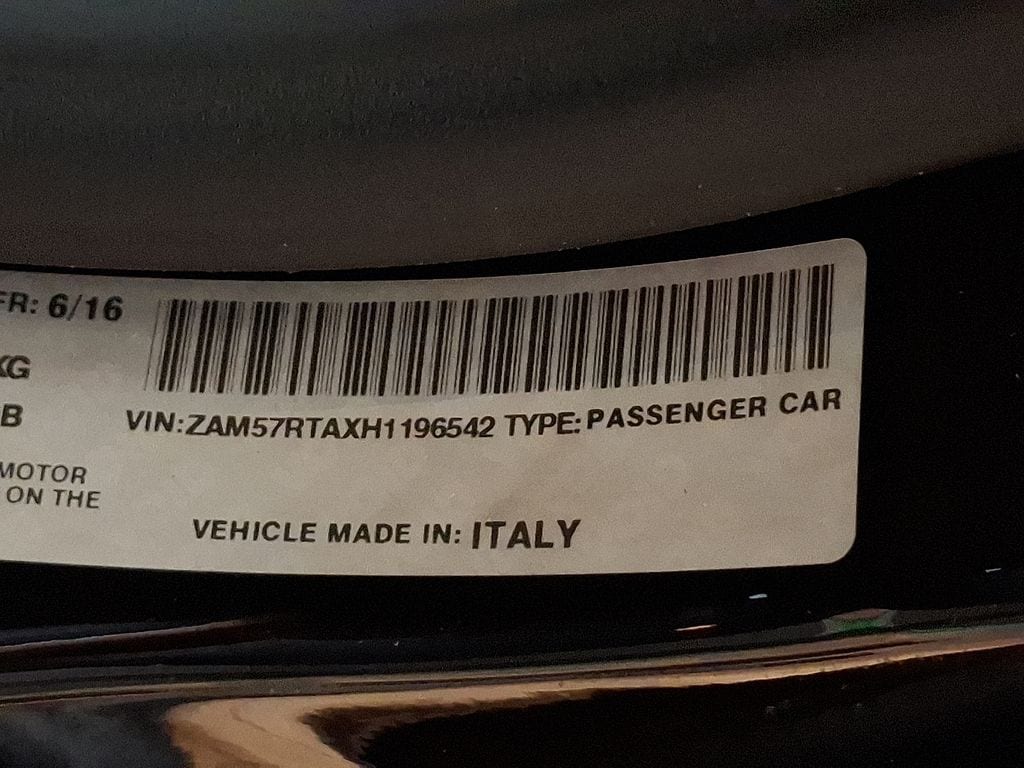 FR: 6/16
KG
B
VIN:ZAM57RTAXH1196542 TYPE:PASSENGER CAR
MOTOR
ON THE
VEHICLE MADE IN: ITALY